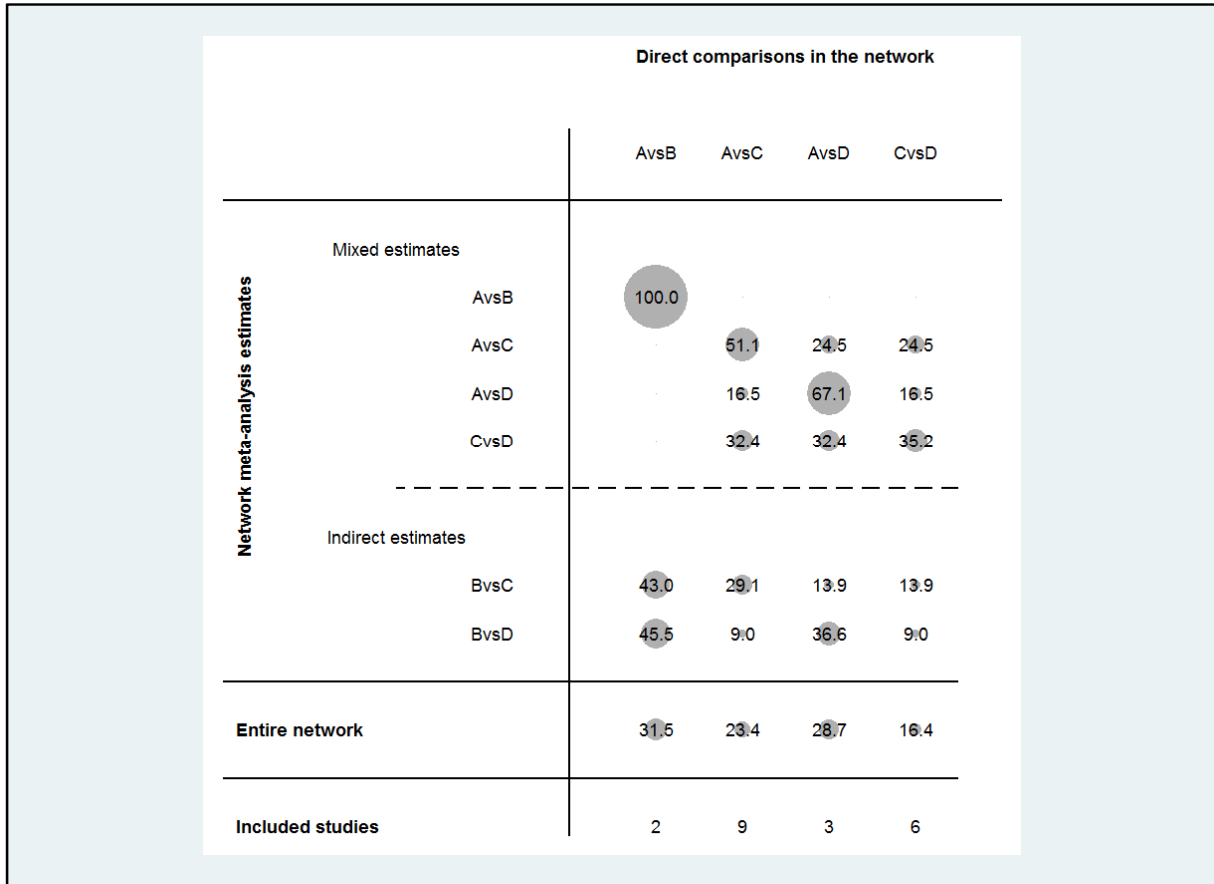 Direct comparisons in the network
AvsB AvsC AvsD CvsD
Network meta-analysis estimates
Mixed estimates
AvsB 100.0
AvsC 51.1 24.5 24.5
AvsD 16.5 67.1 16.5
CvsD 32.4 32.4 35.2
Indirect estimates
BvsC 43.0 29.1 13.9 13.9
BvsD 45.5 9.0 36.6 9.0
Entire network 31.5 23.4 28.7 16.4
Included studies 2 9 3 6